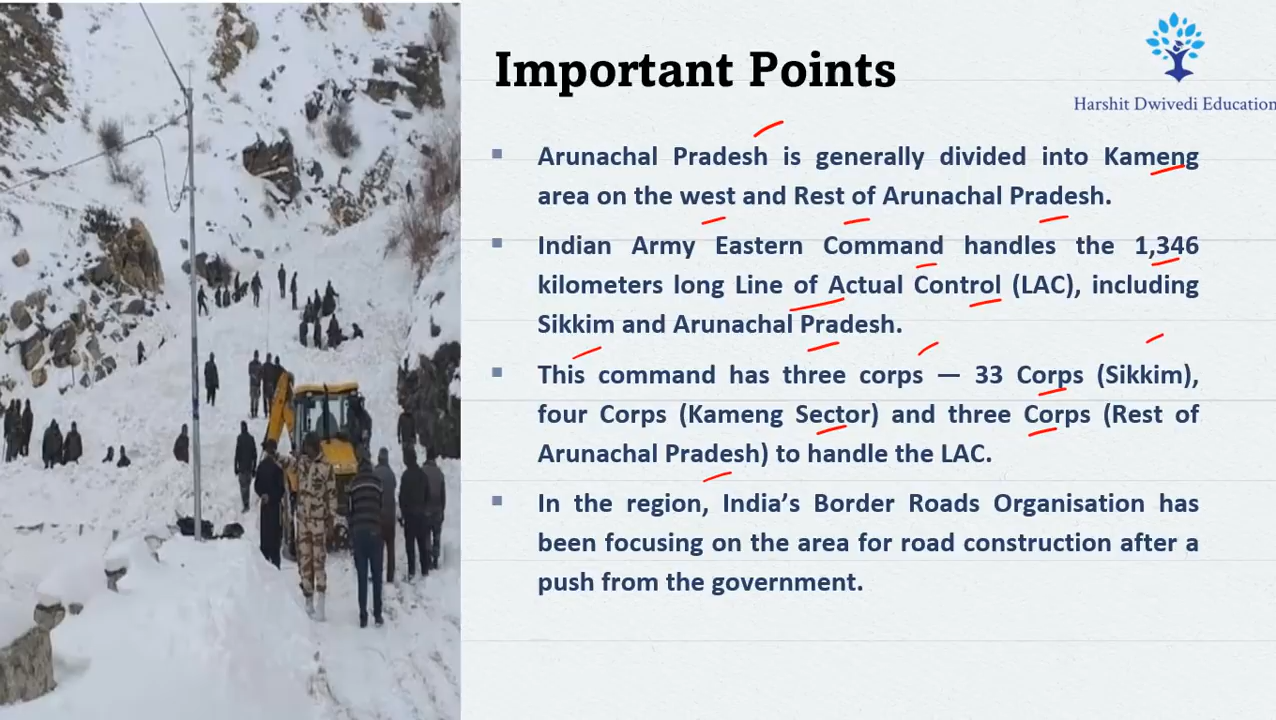 Important Points
Harshit Dwivedi Education
Arunachal Pradesh is generally divided into Kameng
area on the west and Rest of Arunachal Pradesh.
Indian Army Eastern Command handles the 1,346
kilometers long Line of Actual Control (LAC), including
Sikkim and Arunachal Pradesh.
This command has three corps — 33 Corps (Sikkim),
four Corps (Kameng Sector) and three Corps (Rest of
Arunachal Pradesh) to handle the LAC.
In the region, India's Border Roads Organisation has
been focusing on the area for road construction after a
push from the government.